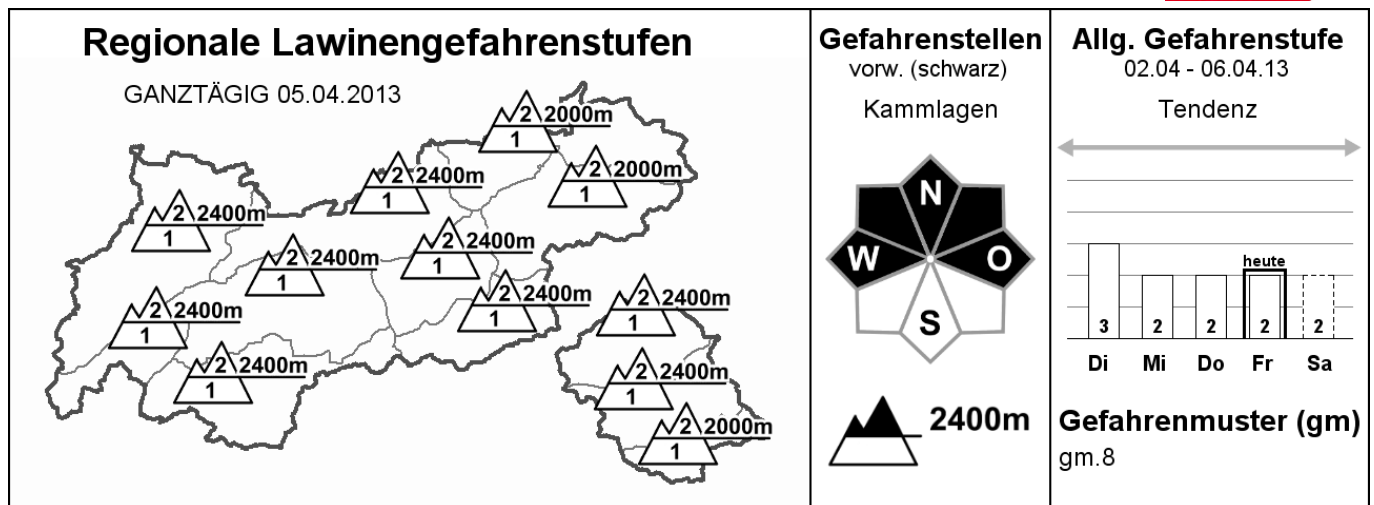 Regionale Lawinengefahrenstufen
GANZTÄGIG 05.04.2013
2 2000m
1
2 2000m
1
2 2400m
1
2 2400m
1
2 2400m
1
2 2400m
1
2 2400m
1
2 2400m
1
2 2400m
1
2 2400m
1
2 2400m
1
2 2000m
1
Gefahrenstellen
vorw. (schwarz)
Kammlagen
N
W O
S
2400m
Allg. Gefahrenstufe
02.04 - 06.04.13
Tendenz
heute
3 2 2 2 2
Di Mi Do Fr Sa
Gefahrenmuster (gm)
gm.8